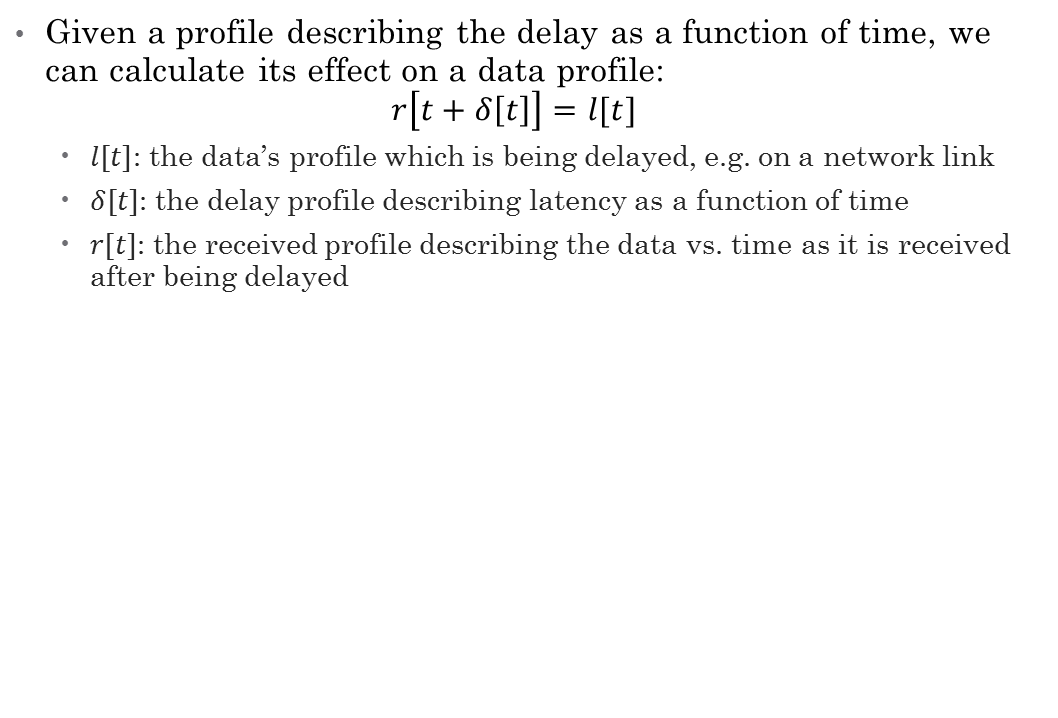 • Given a profile describing the delay as a function of time, we
can calculate its effect on a data profile:
r[t + δ[t]] = l[t]
• l[t]: the data’s profile which is being delayed, e.g. on a network link
• δ[t]: the delay profile describing latency as a function of time
• r[t]: the received profile describing the data vs. time as it is received
after being delayed